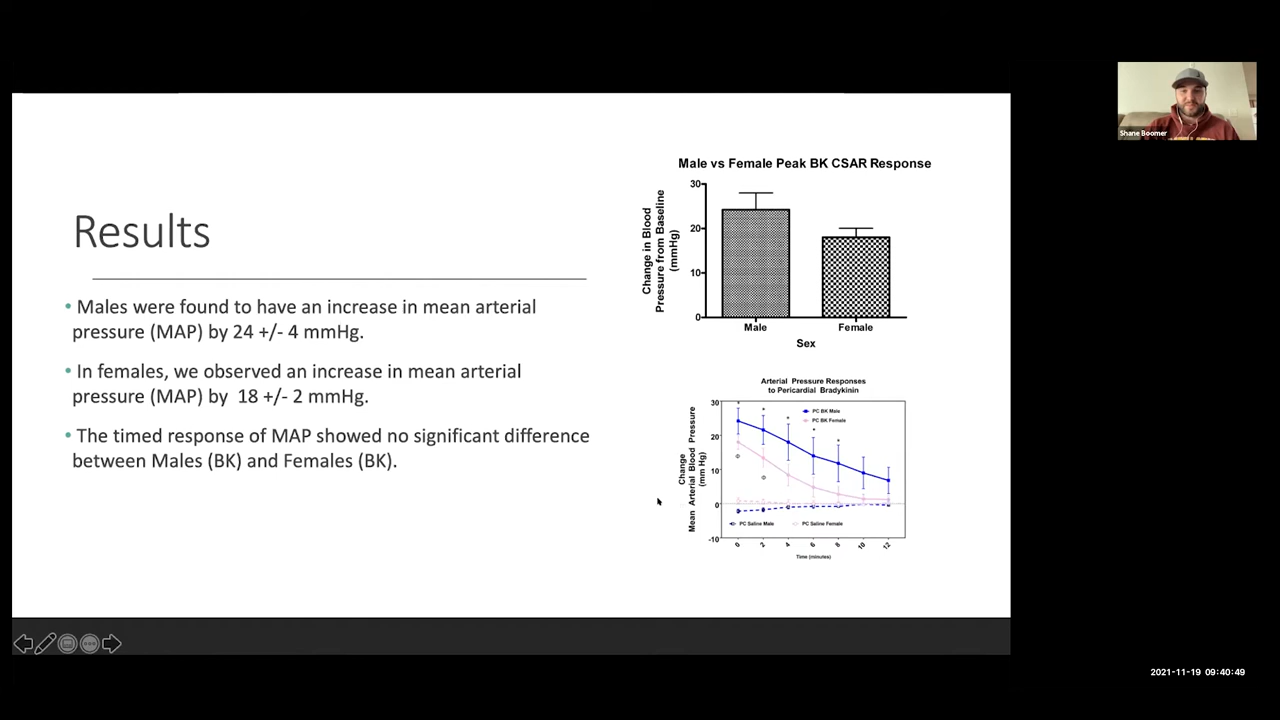 Shane Boomer
Results
• Males were found to have an increase in mean arterial
pressure (MAP) by 24 +/- 4 mmHg.
• In females, we observed an increase in mean arterial
pressure (MAP) by 18 +/- 2 mmHg.
• The timed response of MAP showed no significant difference
between Males (BK) and Females (BK).
Male vs Female Peak BK CSAR Response
Change in Blood
Pressure from Baseline
(mmHg)
30
20
10
0
Male Female
Sex
Arterial Pressure Responses
to Pericardial Bradykinin
Change
Mean Arterial Blood Pressure
(mm Hg)
30
20
10
0
-10
PC BK Male
PC BK Female
PC Saline Male PC Saline Female
0 2 4 6 8 10 12
Time (minutes)
2021-11-19 09:40:49